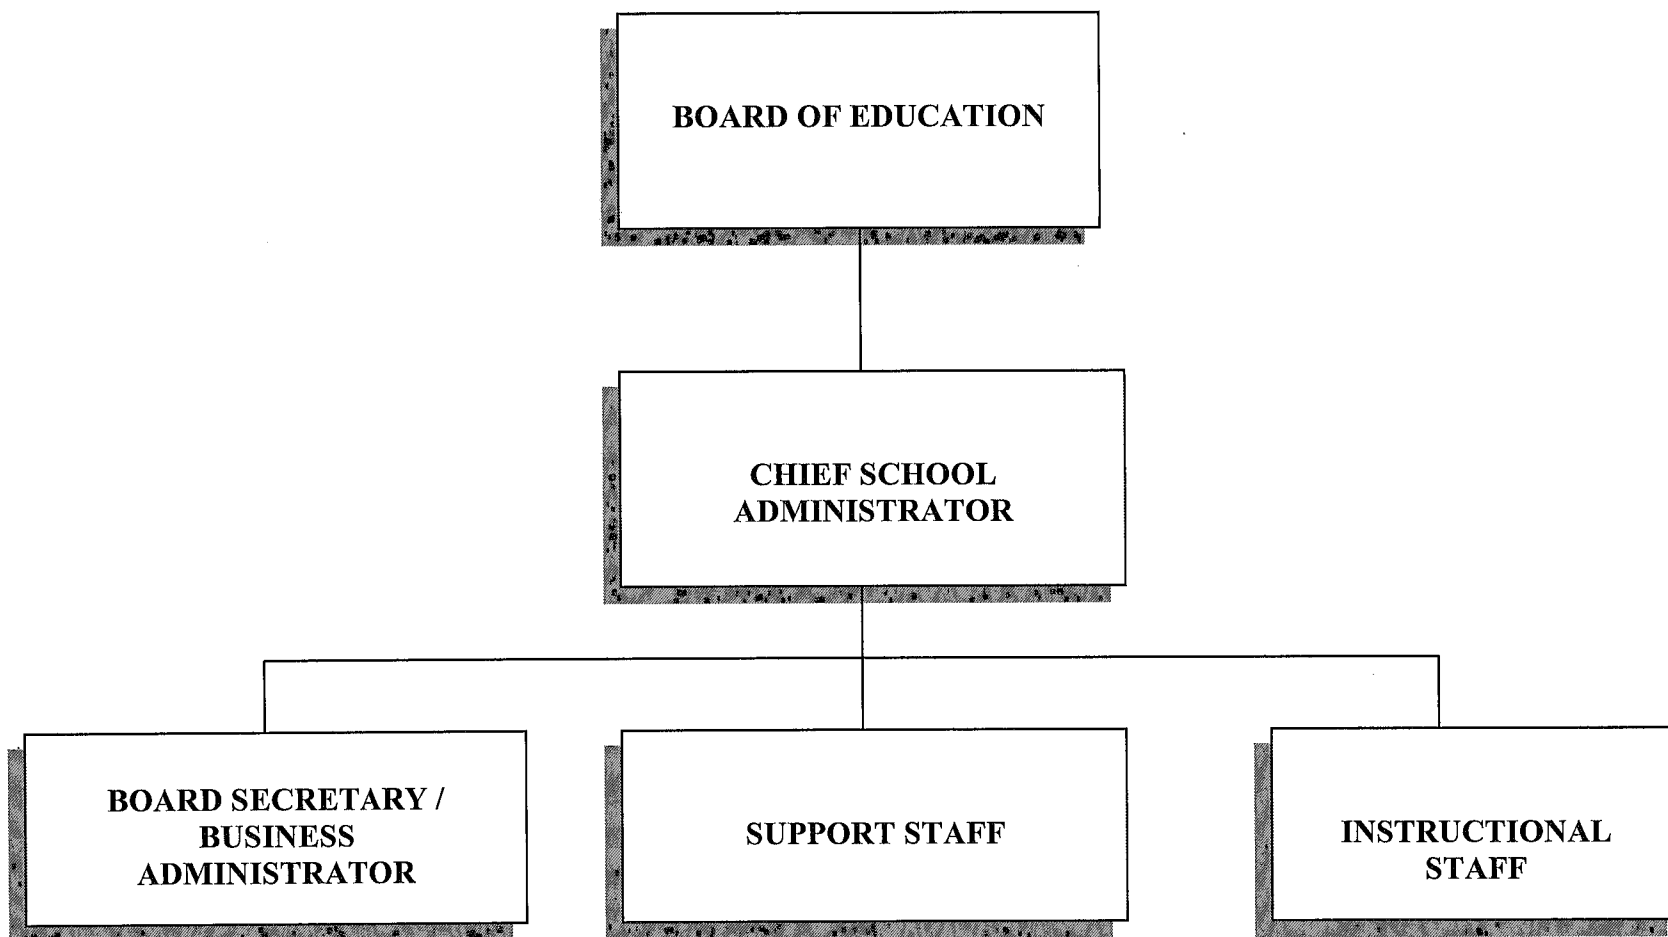 BOARD OF EDUCATION
CHIEF SCHOOL
ADMINISTRATOR
BOARD SECRETARY /
BUSINESS
ADMINISTRATOR
SUPPORT STAFF
INSTRUCTIONAL
STAFF